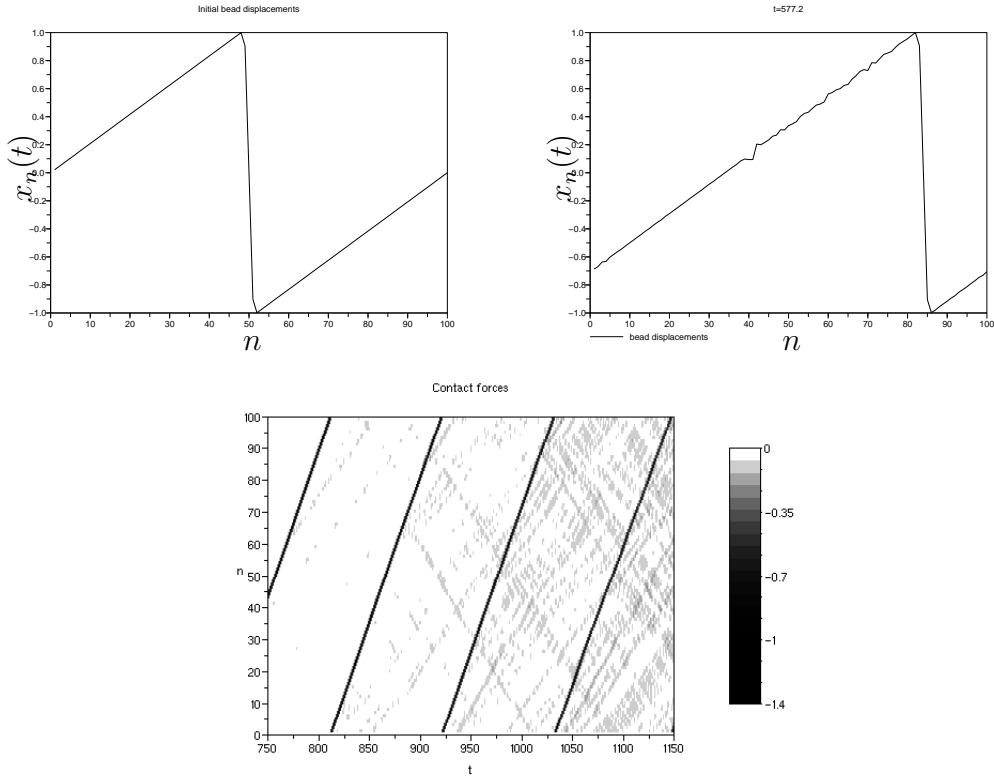 Initial bead displacements
1.0
0.8
0.6
0.4
0.2
0.0
−0.2
−0.4
−0.6
−0.8
−1.0
xn(t)
0 10 20 30 40 50 60 70 80 90 100
n
t=577.2
1.0
0.8
0.6
0.4
0.2
0.0
−0.2
−0.4
−0.6
−0.8
−1.0
xn(t)
0 10 20 30 40 50 60 70 80 90 100
bead displacements
n
Contact forces
100
90
80
70
60
50
40
30
20
10
0
n
750 800 850 900 950 1000 1050 1100 1150
t
0
−0.35
−0.7
−1
−1.4